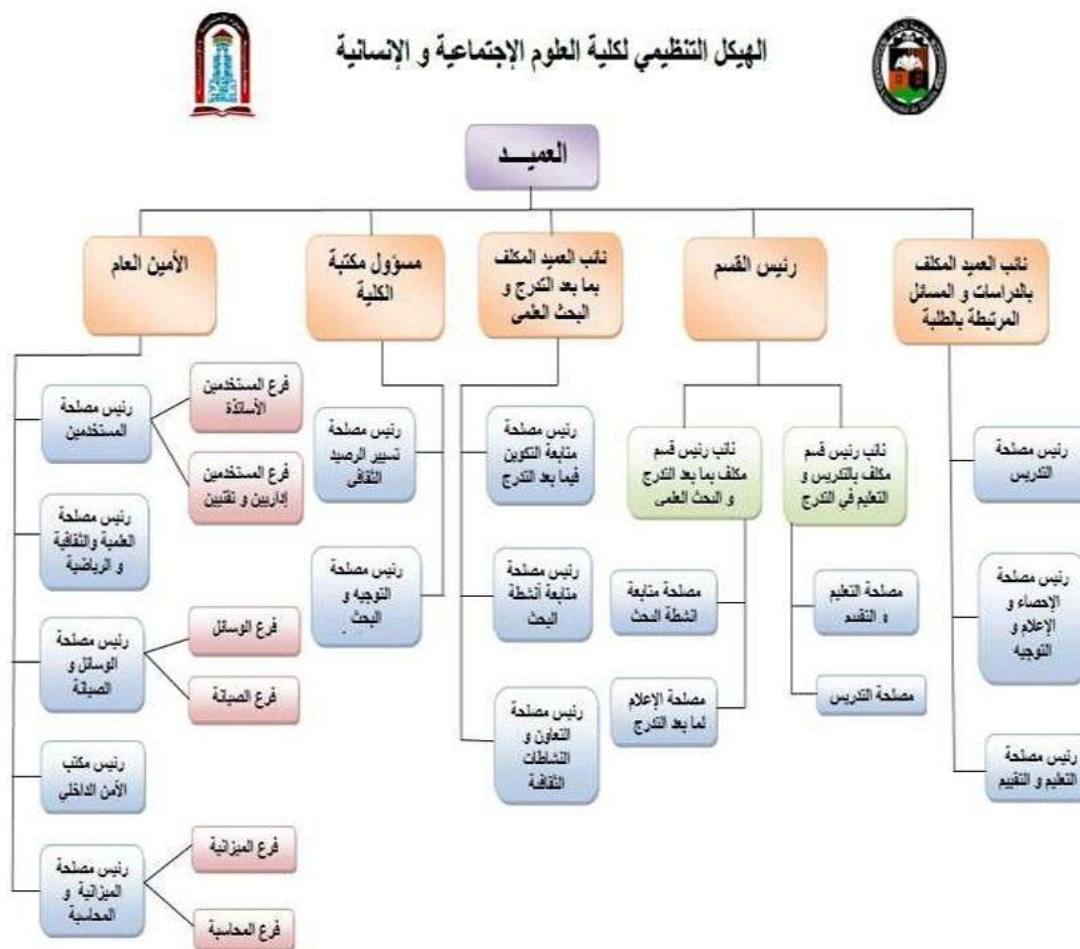 الهيكل التنظيمي لكلية العلوم الإجتماعية و الإنسانية
العميـــد
نائب العميد المكلف
بالدراسات و المسائل
المرتبطة بالطلبة
رئيس القسم
نائب العميد المكلف
بما بعد التدرج و
البحث العلمى
مسؤول مكتبة
الكلية
الأمين العام
رئيس مصلحة
التدريس
رئيس مصلحة
الإحصاء و
الإعلام و
التوجيه
رئيس مصلحة
التعليم و التقييم
نائب رئيس قسم
مكلف بالتدريس و
التعليم في التدرج
مصلحة التعليم
و التقيم
مصلحة التدريس
نائب رئيس قسم
مكلف بما بعد التدرج
و البحث العلمى
مصلحة متابعة
انشطة البحث
مصلحة الإعلام
لما بعد التدرج
رئيس مصلحة
متابعة التكوين
فيما بعد التدرج
رئيس مصلحة
متابعة أنشطة
البحث
رئيس مصلحة
التعاون و
النشاطات
الثقافية
رئيس مصلحة
تسيير الرصيد
الثقافى
رئيس مصلحة
التوجيه و
البحث
رئيس مصلحة
المستخدمين
فرع المستخدمين
الأساتذة
فرع المستخدمين
إداريين و تقنيين
رئيس مصلحة
العلمية والثقافية
و الرياضية
رئيس مصلحة
الوسائل و
الصيانة
فرع الوسائل
فرع الصيانة
رئيس مكتب
الأمن الداخلي
رئيس مصلحة
الميزانية و
المحاسبة
فرع الميزانية
فرع المحاسبة